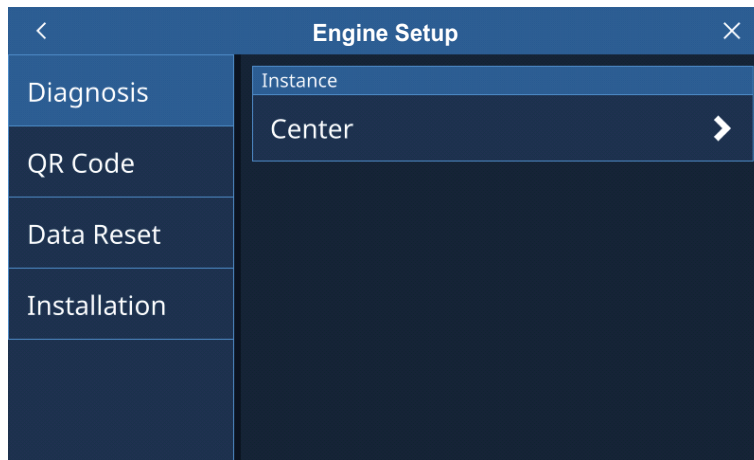 Engine Setup
Diagnosis
QR Code
Data Reset
Installation
Instance
Center